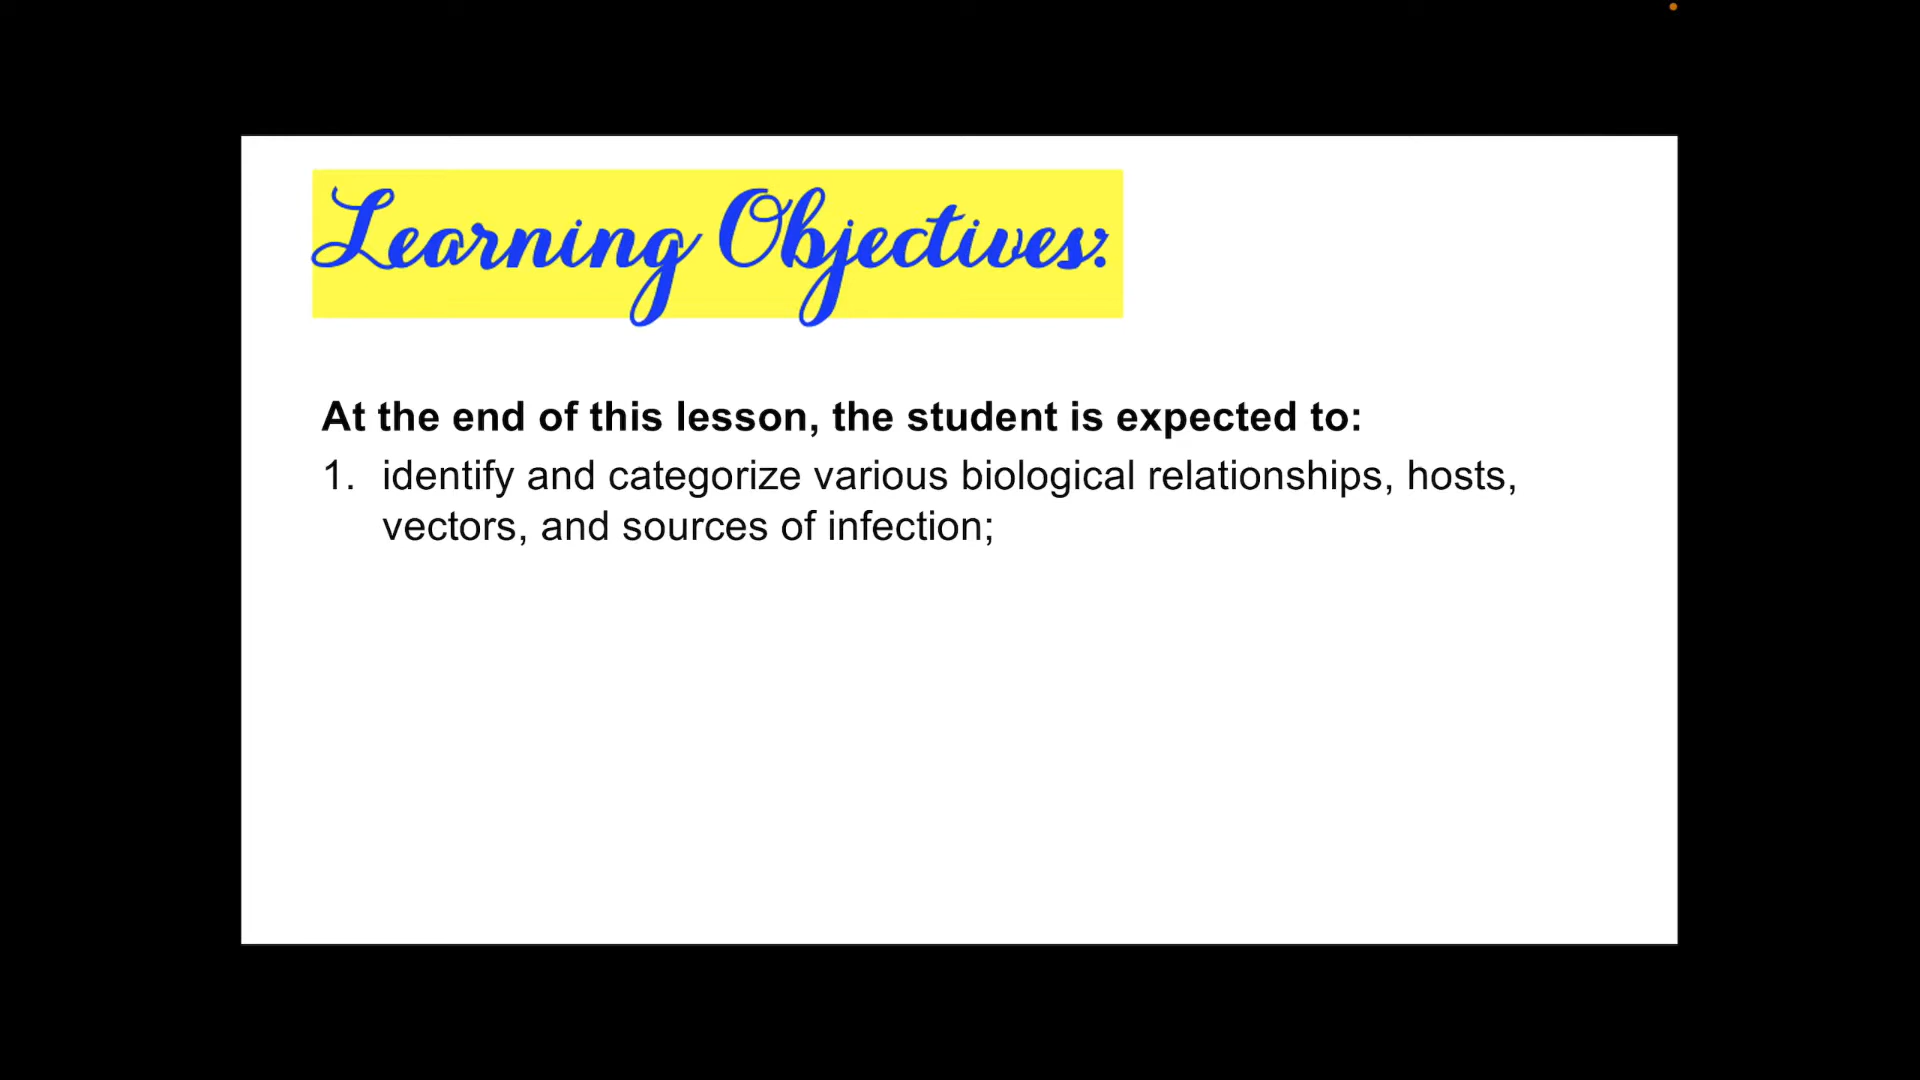 Learning Objectives:
At the end of this lesson, the student is expected to:
1. identify and categorize various biological relationships, hosts,
vectors, and sources of infection;